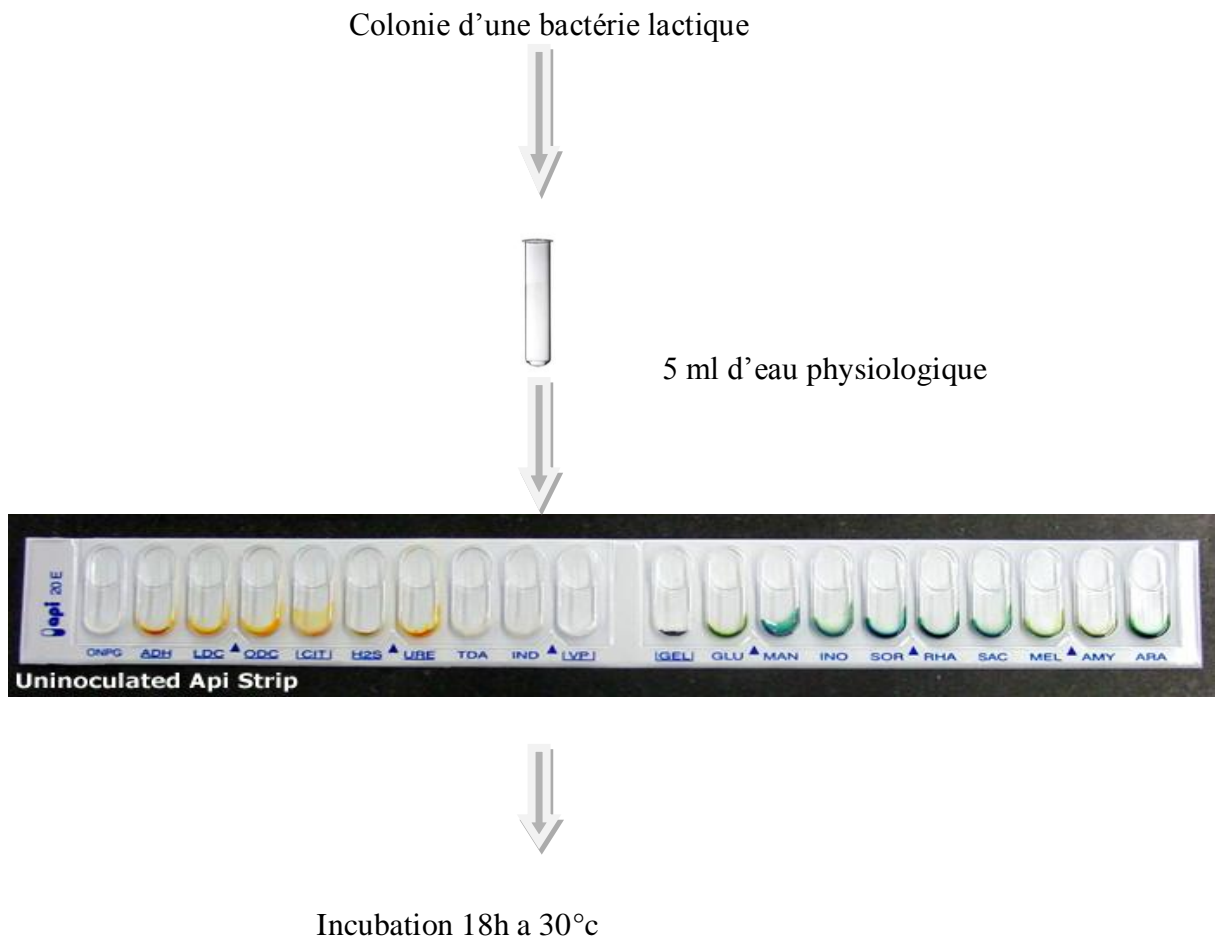 Colonie d’une bactérie lactique
5 ml d’eau physiologique
api 20 E
ONPG ADH LDC ODC |CIT| H2S URE TDA IND |VP| |GEL| GLU MAN INO SOR RHA SAC MEL AMY ARA
Uninoculated Api Strip
Incubation 18h a 30°c